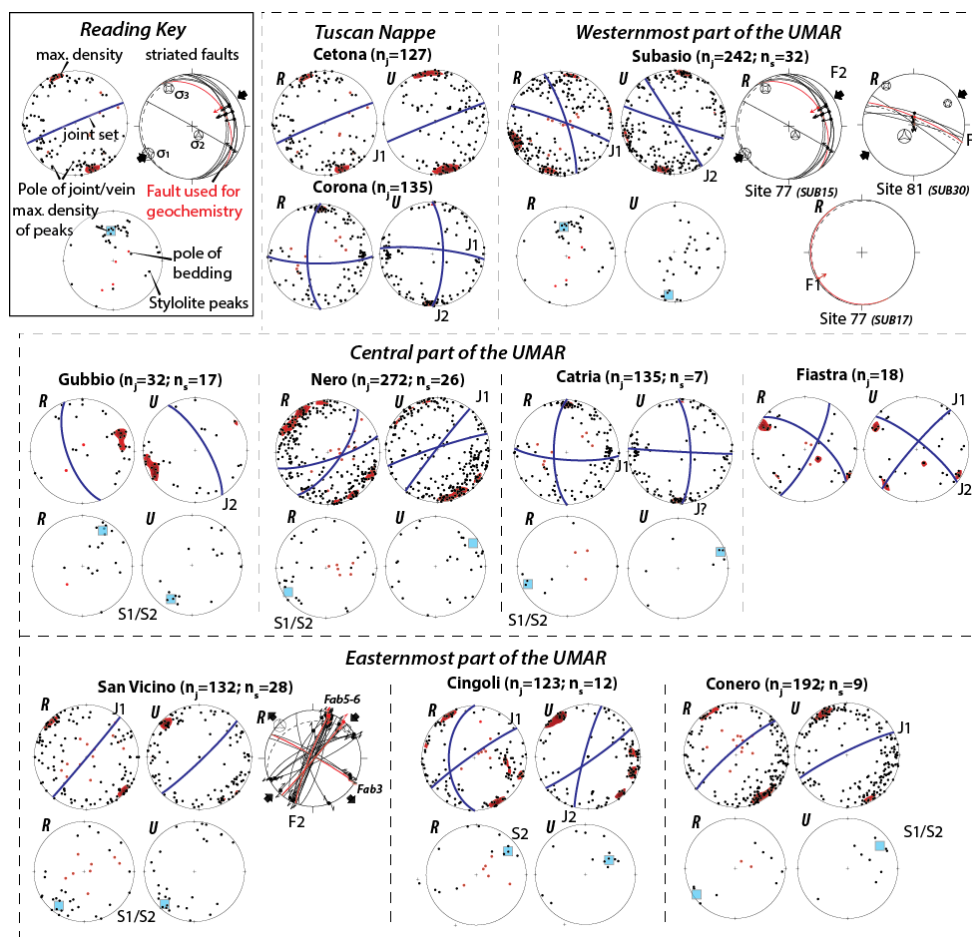 Reading Key
max. density
striated faults
σ3
σ2
σ1
joint set
Pole of joint/vein
max. density
of peaks
Fault used for
geochemistry
pole of
bedding
Stylolite peaks
Tuscan Nappe
Cetona (nj=127)
R
U
J1
Corona (nj=135)
J1
J2
Westernmost part of the UMAR
Subasio (nj=242; ns=32)
R
U
R
F2
R
J1
J2
Site 77 (SUB15)
Site 81 (SUB30)
R
U
R
F1
Site 77 (SUB17)
Central part of the UMAR
Gubbio (nj=32; ns=17)
R
U
J2
R
U
S1/S2
Nero (nj=272; ns=26)
R
U
J1
R
U
S1/S2
Catria (nj=135; ns=7)
R
U
J1
J?
R
U
S1/S2
Fiastra (nj=18)
R
U
J1
J2
Easternmost part of the UMAR
San Vicino (nj=132; ns=28)
J1
R
U
R
Fab5-6
Fab3
F2
R
U
S1/S2
Cingoli (nj=123; ns=12)
R
J1
U
J2
R
S2
U
Conero (nj=192; ns=9)
R
U
J1
R
U
S1/S2